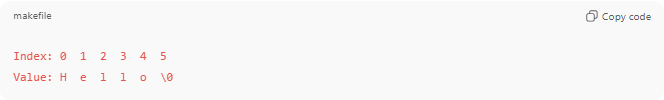 makefile
Copy code
Index: 0  1  2  3  4  5
Value: H  e  l  l  o  \0